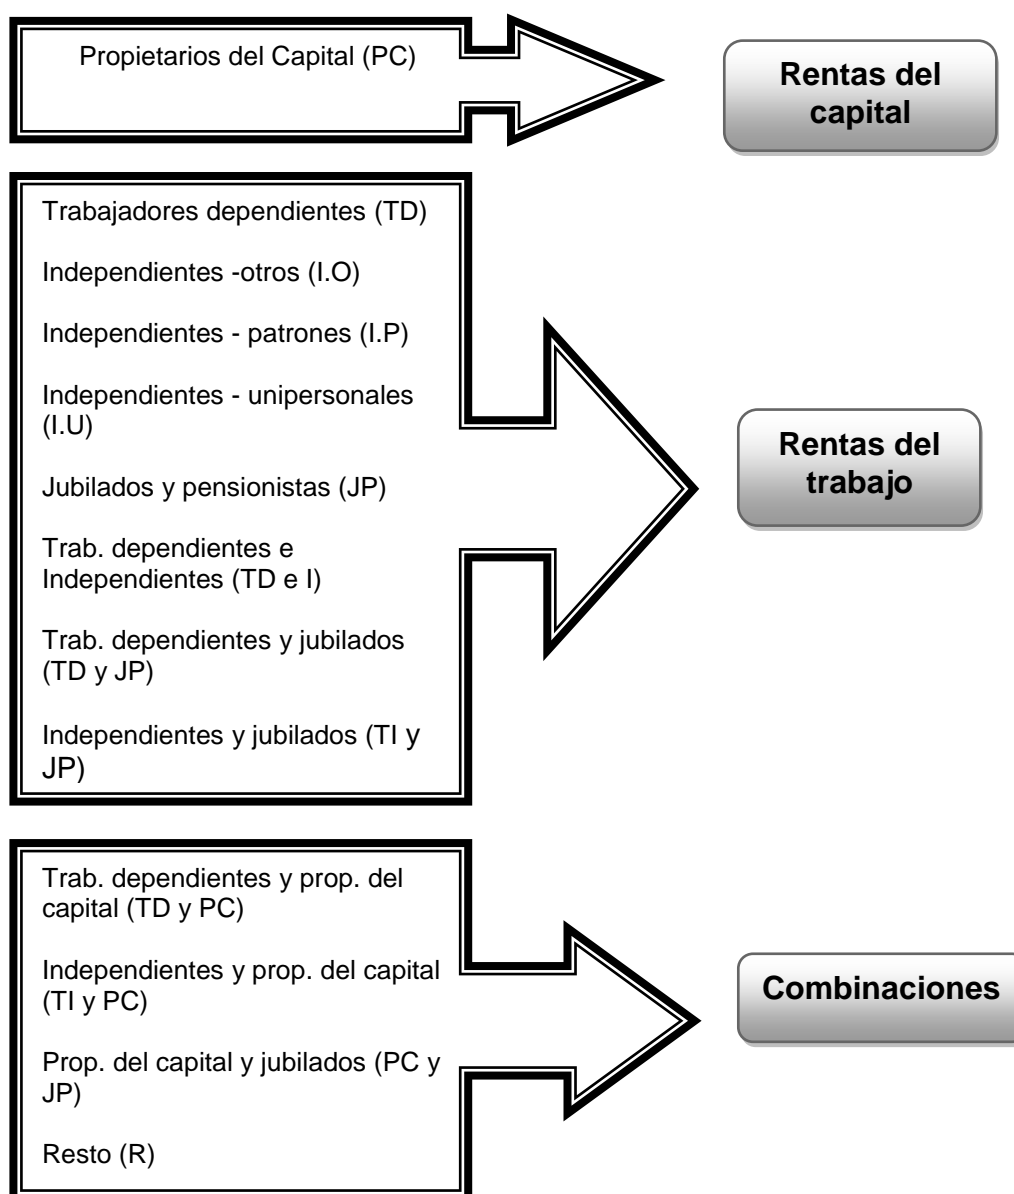 Propietarios del Capital (PC)
Rentas del
capital
Trabajadores dependientes (TD)
Independientes -otros (I.O)
Independientes - patrones (I.P)
Independientes - unipersonales
(I.U)
Jubilados y pensionistas (JP)
Trab. dependientes e
Independientes (TD e I)
Trab. dependientes y jubilados
(TD y JP)
Independientes y jubilados (TI y
JP)
Rentas del
trabajo
Trab. dependientes y prop. del
capital (TD y PC)
Independientes y prop. del capital
(TI y PC)
Prop. del capital y jubilados (PC y
JP)
Resto (R)
Combinaciones